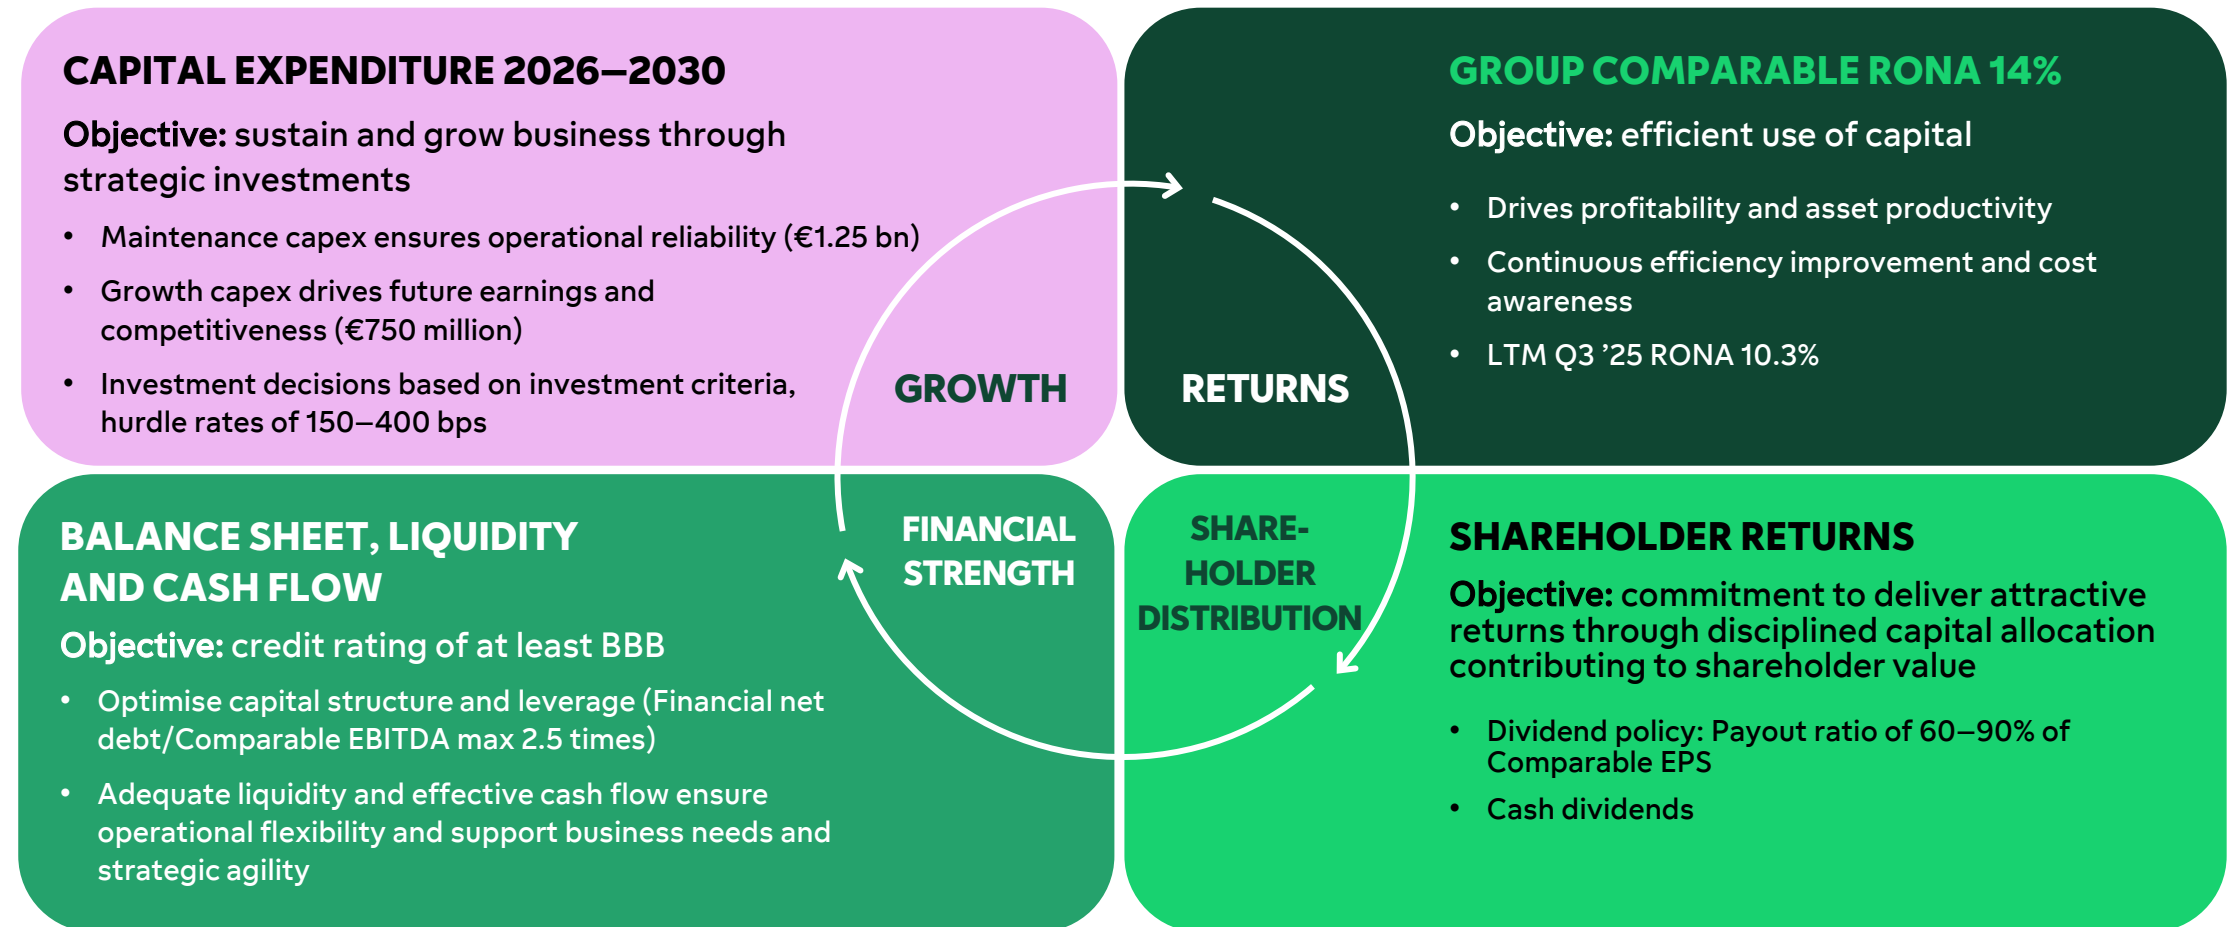 CAPITAL EXPENDITURE 2026–2030
Objective: sustain and grow business through
strategic investments
• Maintenance capex ensures operational reliability (€1.25 bn)
• Growth capex drives future earnings and
competitiveness (€750 million)
• Investment decisions based on investment criteria,
hurdle rates of 150–400 bps
GROWTH
GROUP COMPARABLE RONA 14%
Objective: efficient use of capital
• Drives profitability and asset productivity
• Continuous efficiency improvement and cost
awareness
• LTM Q3 ’25 RONA 10.3%
RETURNS
BALANCE SHEET, LIQUIDITY
AND CASH FLOW
Objective: credit rating of at least BBB
• Optimise capital structure and leverage (Financial net
debt/Comparable EBITDA max 2.5 times)
• Adequate liquidity and effective cash flow ensure
operational flexibility and support business needs and
strategic agility
FINANCIAL
STRENGTH
SHARE-
HOLDER
DISTRIBUTION
SHAREHOLDER RETURNS
Objective: commitment to deliver attractive
returns through disciplined capital allocation
contributing to shareholder value
• Dividend policy: Payout ratio of 60–90% of
Comparable EPS
• Cash dividends